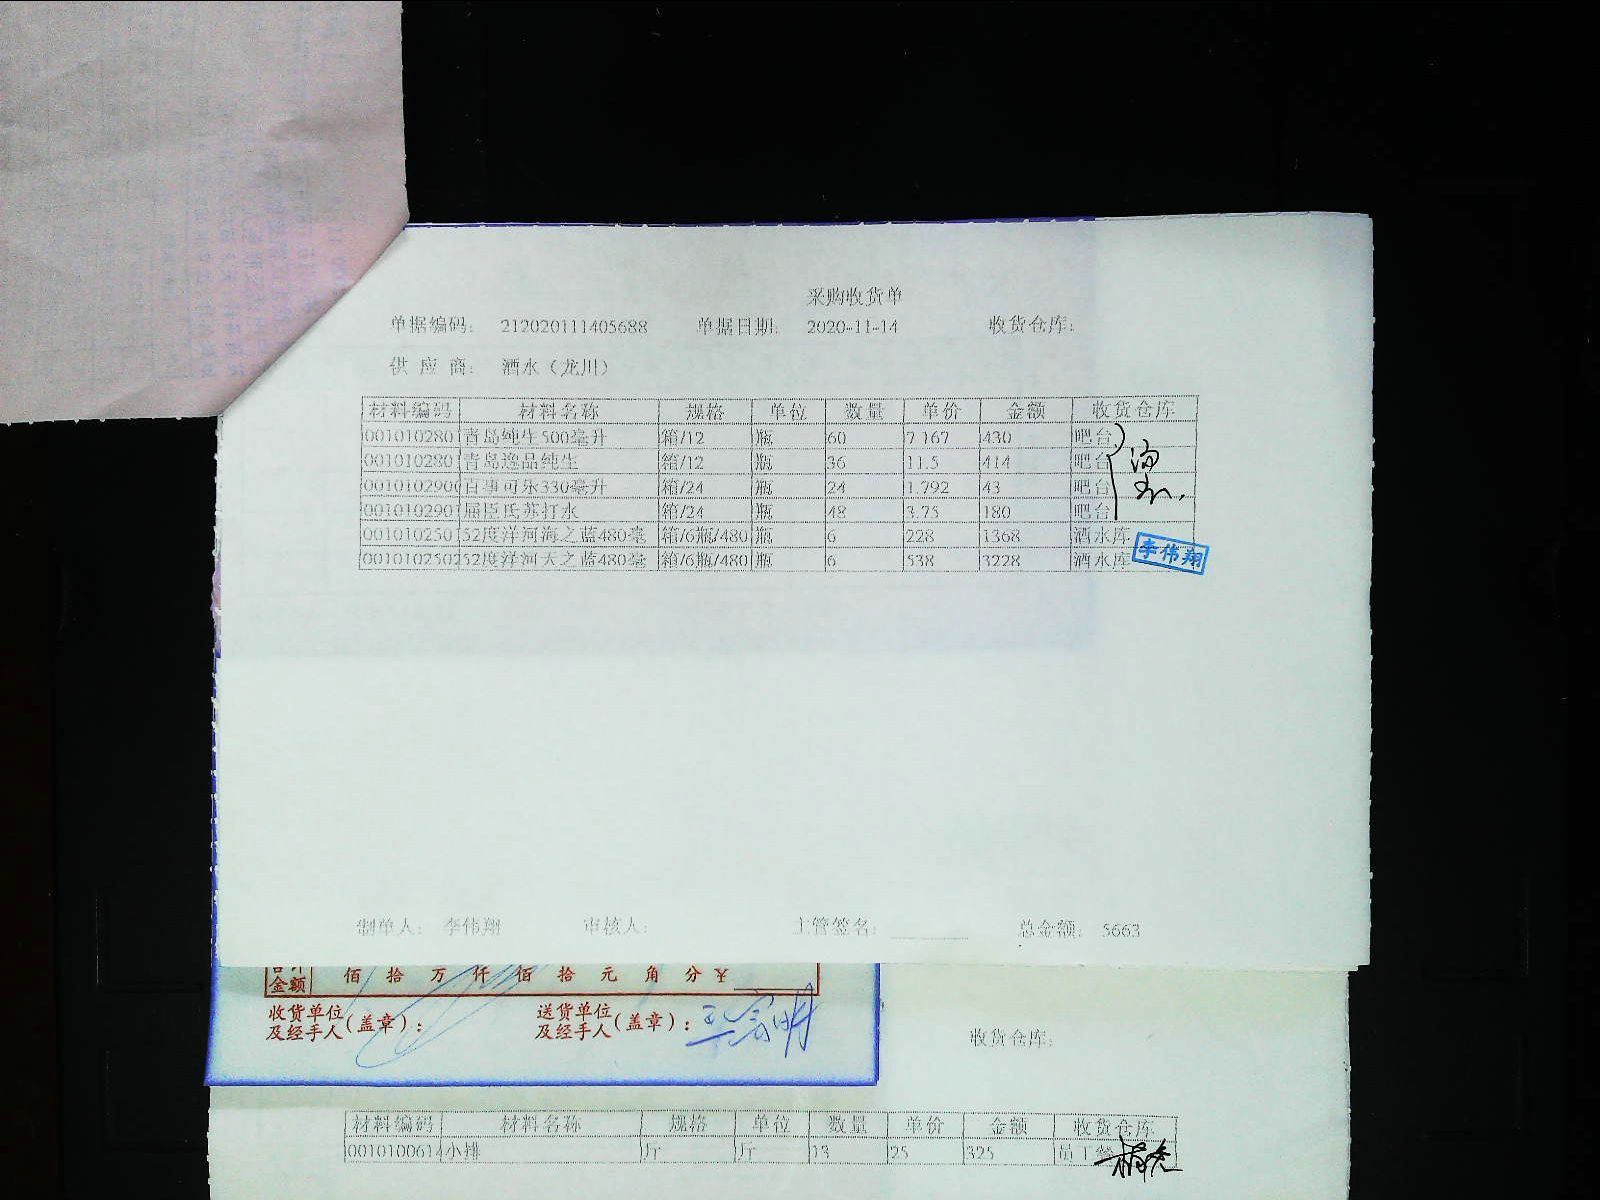 采购收货单
单据编码: 212020111405688 单据日期: 2020-11-14 收货仓库:
供 应 商: 酒水（龙川）
材料编码 材料名称 规格 单位 数量 单价 金额 收货仓库
001010280 青岛纯生500毫升 箱/12 瓶 60 7.167 430 吧台
001010280 青岛逸品纯生 箱/12 瓶 36 11.5 414 吧台
0010102900 百事可乐330毫升 箱/24 瓶 24 1.792 43 吧台
001010290 屈臣氏苏打水 箱/24 瓶 48 3.75 180 吧台
001010250 52度洋河海之蓝480毫 箱/6瓶/480 瓶 6 228 1368 酒水库
0010102502 52度洋河天之蓝480毫 箱/6瓶/480 瓶 6 538 3228 酒水库
李伟翔
制单人: 李伟翔 审核人: 主管签名: 总金额: 5663
金额 佰 拾 万 仟 佰 拾 元 角 分 ¥
收货单位及经手人(盖章): 送货单位及经手人(盖章):
收货仓库:
材料编码 材料名称 规格 单位 数量 单价 金额 收货仓库
0010100614 小排 斤 斤 13 25 325 员工餐